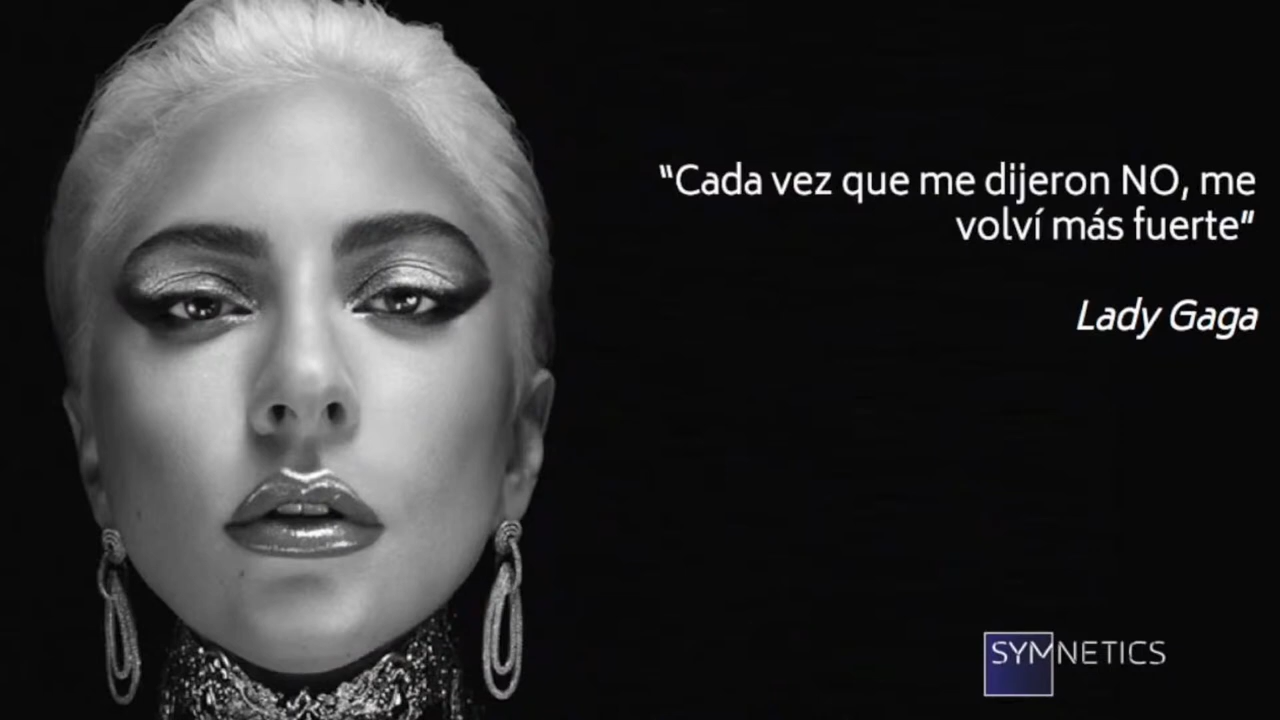 “Cada vez que me dijeron NO, me
volví más fuerte”
Lady Gaga
SYMNETICS